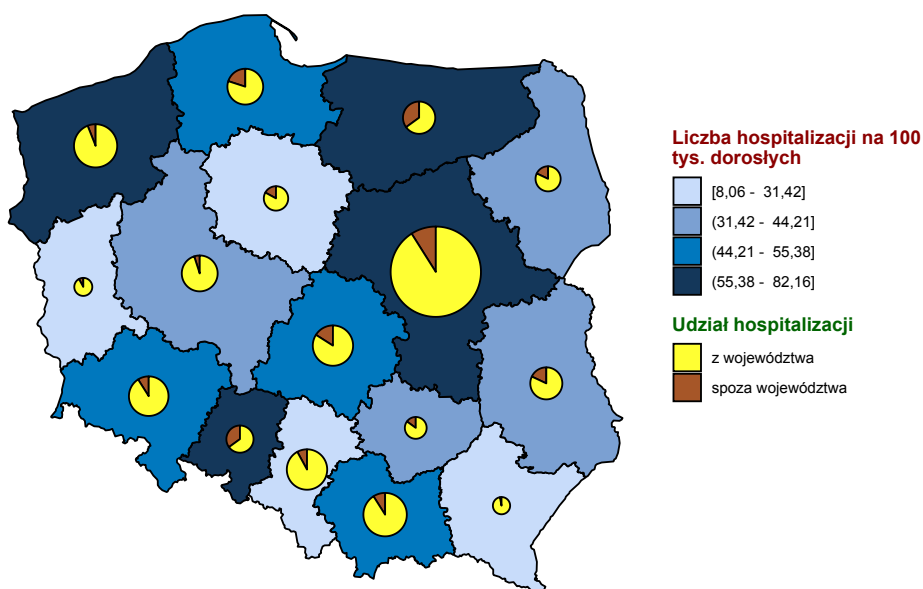 Liczba hospitalizacji na 100
tys. dorosłych
[8,06 - 31,42]
(31,42 - 44,21]
(44,21 - 55,38]
(55,38 - 82,16]
Udział hospitalizacji
z województwa
spoza województwa